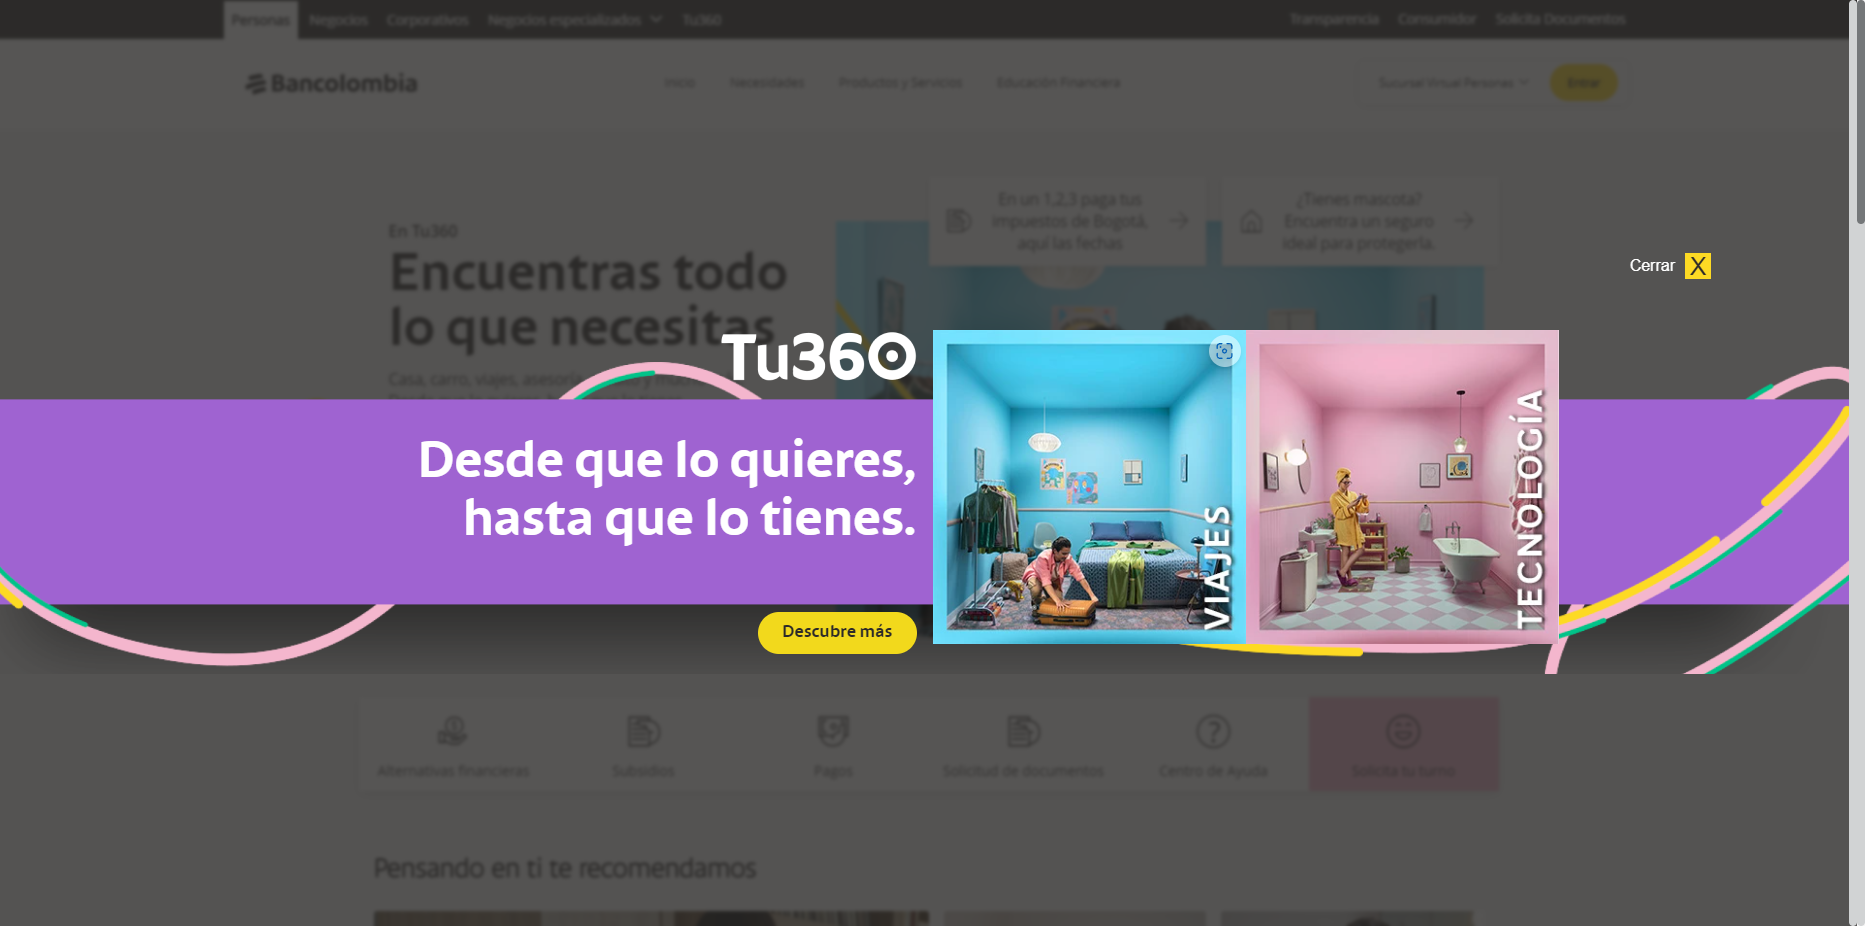 Personas
Negocios
Corporativos
Negocios especializados
Tu360
Transparencia
Consumidor
Solicita Documentos
Bancolombia
Inicio
Necesidades
Productos y Servicios
Educación Financiera
Sucursal Virtual Personas
Entrar
En un 1,2,3 paga tus
impuestos de Bogotá,
aquí las fechas
¿Tienes mascota?
Encuentra un seguro
ideal para protegerla.
En Tu360
Encuentras todo
lo que necesitas
Cerrar X
Tu360
Casa, carro, viajes, asesoría
Desde que lo quieres,
hasta que lo tienes.
Descubre más
VIAJES
TECNOLOGÍA
Alternativas financieras
Subsidios
Pagos
Solicitud de documentos
Centro de Ayuda
Solicita tu turno
Pensando en ti te recomendamos